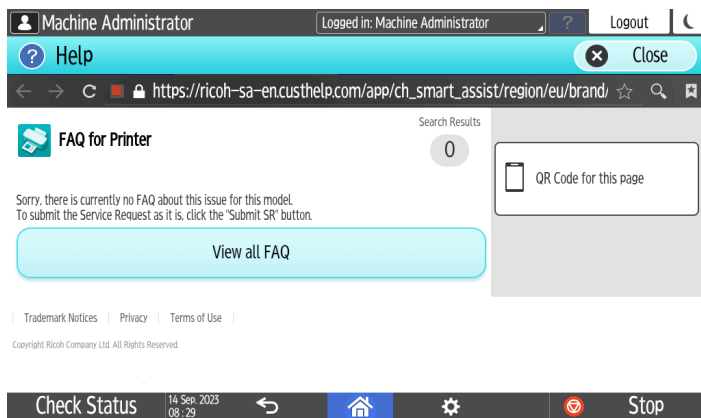 Machine Administrator
Logged in: Machine Administrator
?
Logout
? Help
Close
https://ricoh-sa-en.custhelp.com/app/ch_smart_assist/region/eu/brand/
FAQ for Printer
Search Results
0
QR Code for this page
Sorry, there is currently no FAQ about this issue for this model.
To submit the Service Request as it is, click the "Submit SR" button.
View all FAQ
Trademark Notices | Privacy | Terms of Use
Copyright Ricoh Company Ltd. All Rights Reserved.
Check Status
14 Sep. 2023
08 : 29
Stop